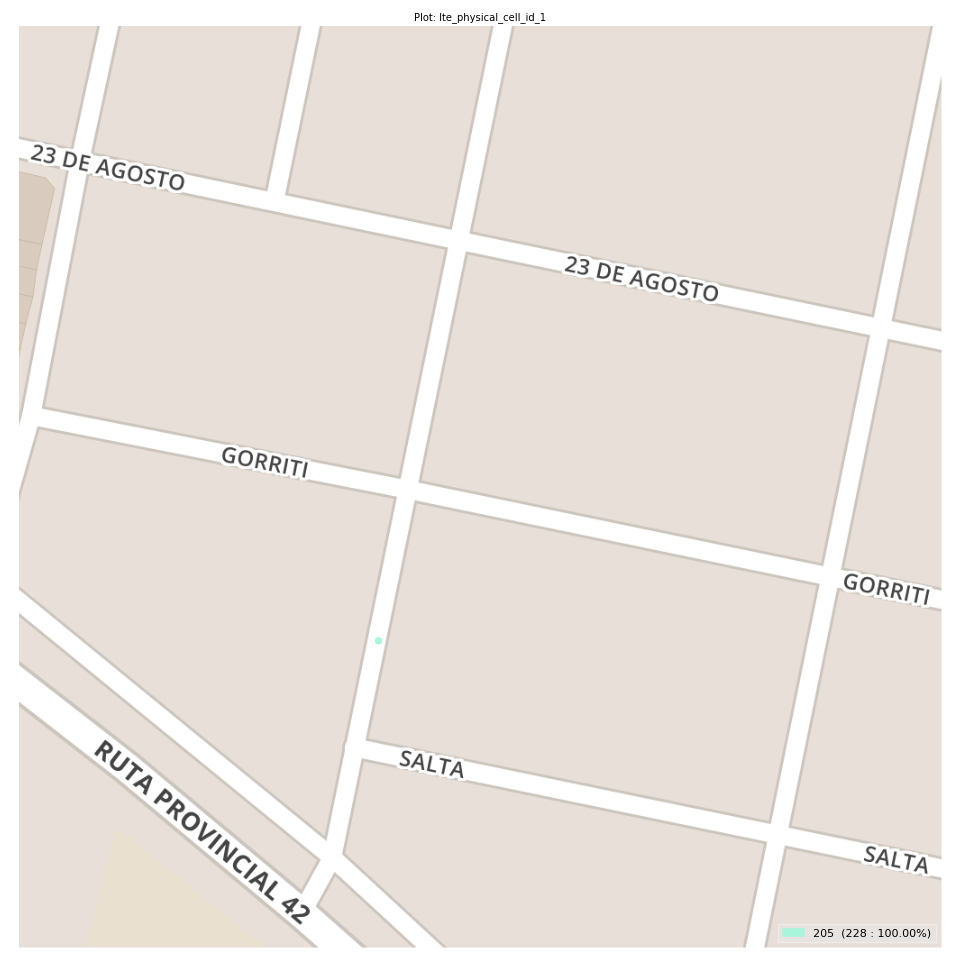 Plot: lte_physical_cell_id_1
23 DE AGOSTO
23 DE AGOSTO
GORRITI
GORRITI
SALTA
RUTA PROVINCIAL 42
SALTA
205 (228 : 100.00%)